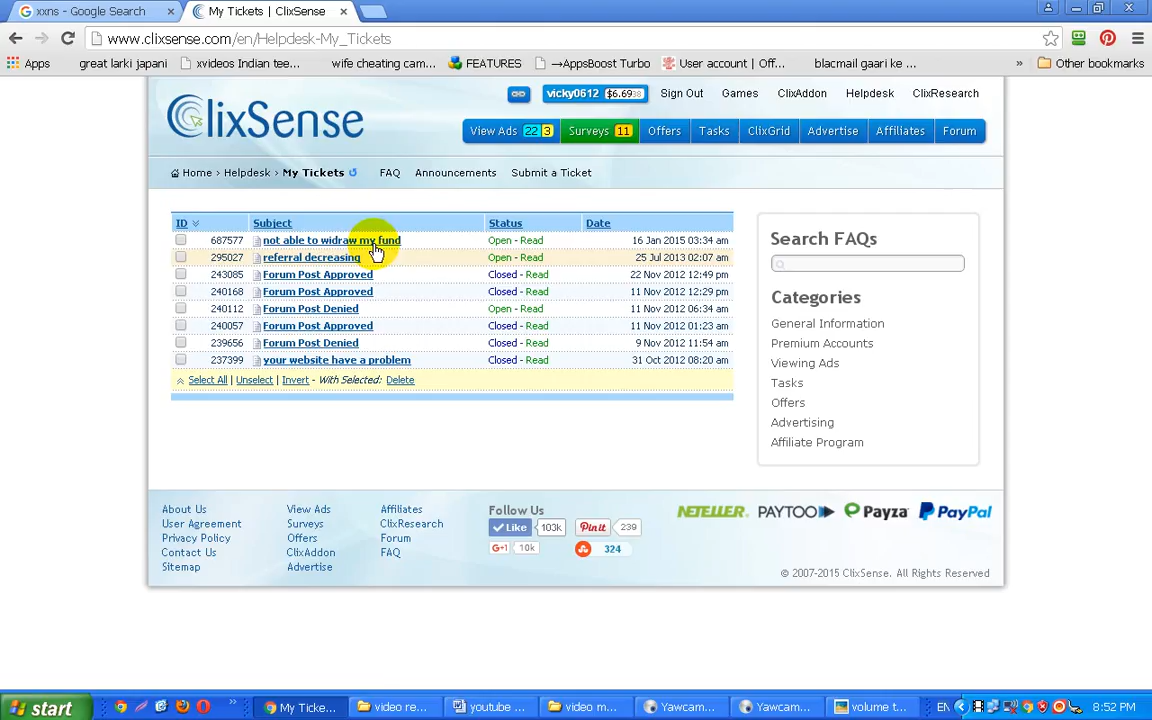 xxns - Google Search
My Tickets | ClixSense
www.clixsense.com/en/Helpdesk-My_Tickets
Apps great larki japani xvideos Indian tee... wife cheating cam... FEATURES →AppsBoost Turbo User account | Off... blacmail gaari ke ... » Other bookmarks
ClixSense
vicky0612 $6.6938 Sign Out Games ClixAddon Helpdesk ClixResearch
View Ads 22 3 Surveys 11 Offers Tasks ClixGrid Advertise Affiliates Forum
Home › Helpdesk › My Tickets FAQ Announcements Submit a Ticket
ID Subject Status Date
687577 not able to widraw my fund Open - Read 16 Jan 2015 03:34 am
295027 referral decreasing Open - Read 25 Jul 2013 02:07 am
243085 Forum Post Approved Closed - Read 22 Nov 2012 12:49 pm
240168 Forum Post Approved Closed - Read 11 Nov 2012 12:29 pm
240112 Forum Post Denied Open - Read 11 Nov 2012 06:34 am
240057 Forum Post Approved Closed - Read 11 Nov 2012 01:23 am
239656 Forum Post Denied Closed - Read 9 Nov 2012 11:54 am
237399 your website have a problem Closed - Read 31 Oct 2012 08:20 am
Select All | Unselect | Invert - With Selected: Delete
Search FAQs
Categories
General Information
Premium Accounts
Viewing Ads
Tasks
Offers
Advertising
Affiliate Program
About Us View Ads Affiliates Follow Us NETELLER. PAYTOO Payza PayPal
User Agreement Surveys ClixResearch Like 103k Pin it 239
Privacy Policy Offers Forum
Contact Us ClixAddon FAQ G+1 10k 324
Sitemap Advertise
© 2007-2015 ClixSense. All Rights Reserved
start My Ticke... video re... youtube ... video m... Yawcam... Yawcam... volume t... EN 8:52 PM